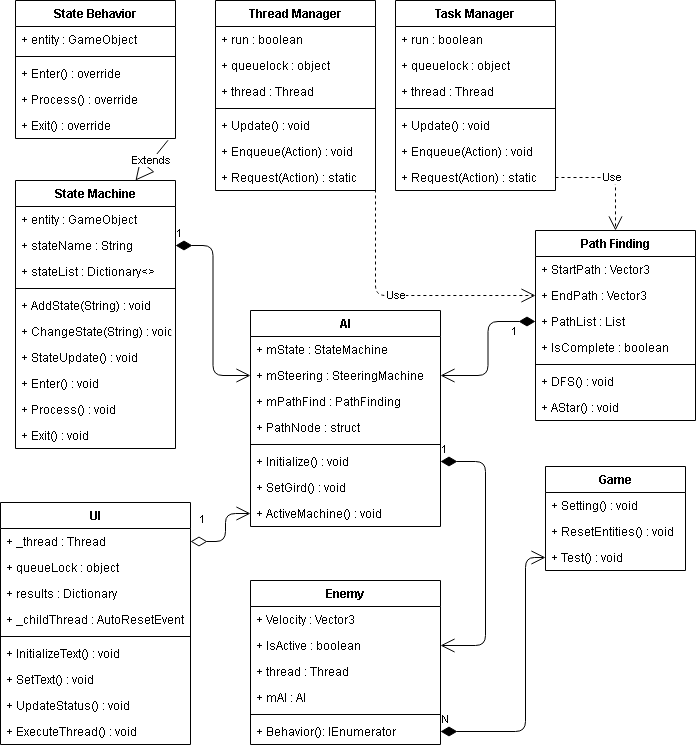 State Behavior
+ entity : GameObject
+ Enter() : override
+ Process() : override
+ Exit() : override
Thread Manager
+ run : boolean
+ queuelock : object
+ thread : Thread
+ Update() : void
+ Enqueue(Action) : void
+ Request(Action) : static
Task Manager
+ run : boolean
+ queuelock : object
+ thread : Thread
+ Update() : void
+ Enqueue(Action) : void
+ Request(Action) : static
Extends
Use
State Machine
+ entity : GameObject
+ stateName : String
+ stateList : Dictionary<>
+ AddState(String) : void
+ ChangeState(String) : void
+ StateUpdate() : void
+ Enter() : void
+ Process() : void
+ Exit() : void
1
Use
Path Finding
+ StartPath : Vector3
+ EndPath : Vector3
+ PathList : List
+ IsComplete : boolean
+ DFS() : void
+ AStar() : void
1
AI
+ mState : StateMachine
+ mSteering : SteeringMachine
+ mPathFind : PathFinding
+ PathNode : struct
+ Initialize() : void
+ SetGird() : void
+ ActiveMachine() : void
1
Game
+ Setting() : void
+ ResetEntities() : void
+ Test() : void
UI
+ _thread : Thread
+ queueLock : object
+ results : Dictionary
+ _childThread : AutoResetEvent
+ InitializeText() : void
+ SetText() : void
+ UpdateStatus() : void
+ ExecuteThread() : void
1
Enemy
+ Velocity : Vector3
+ IsActive : boolean
+ thread : Thread
+ mAI : AI
+ Behavior(): IEnumerator
N